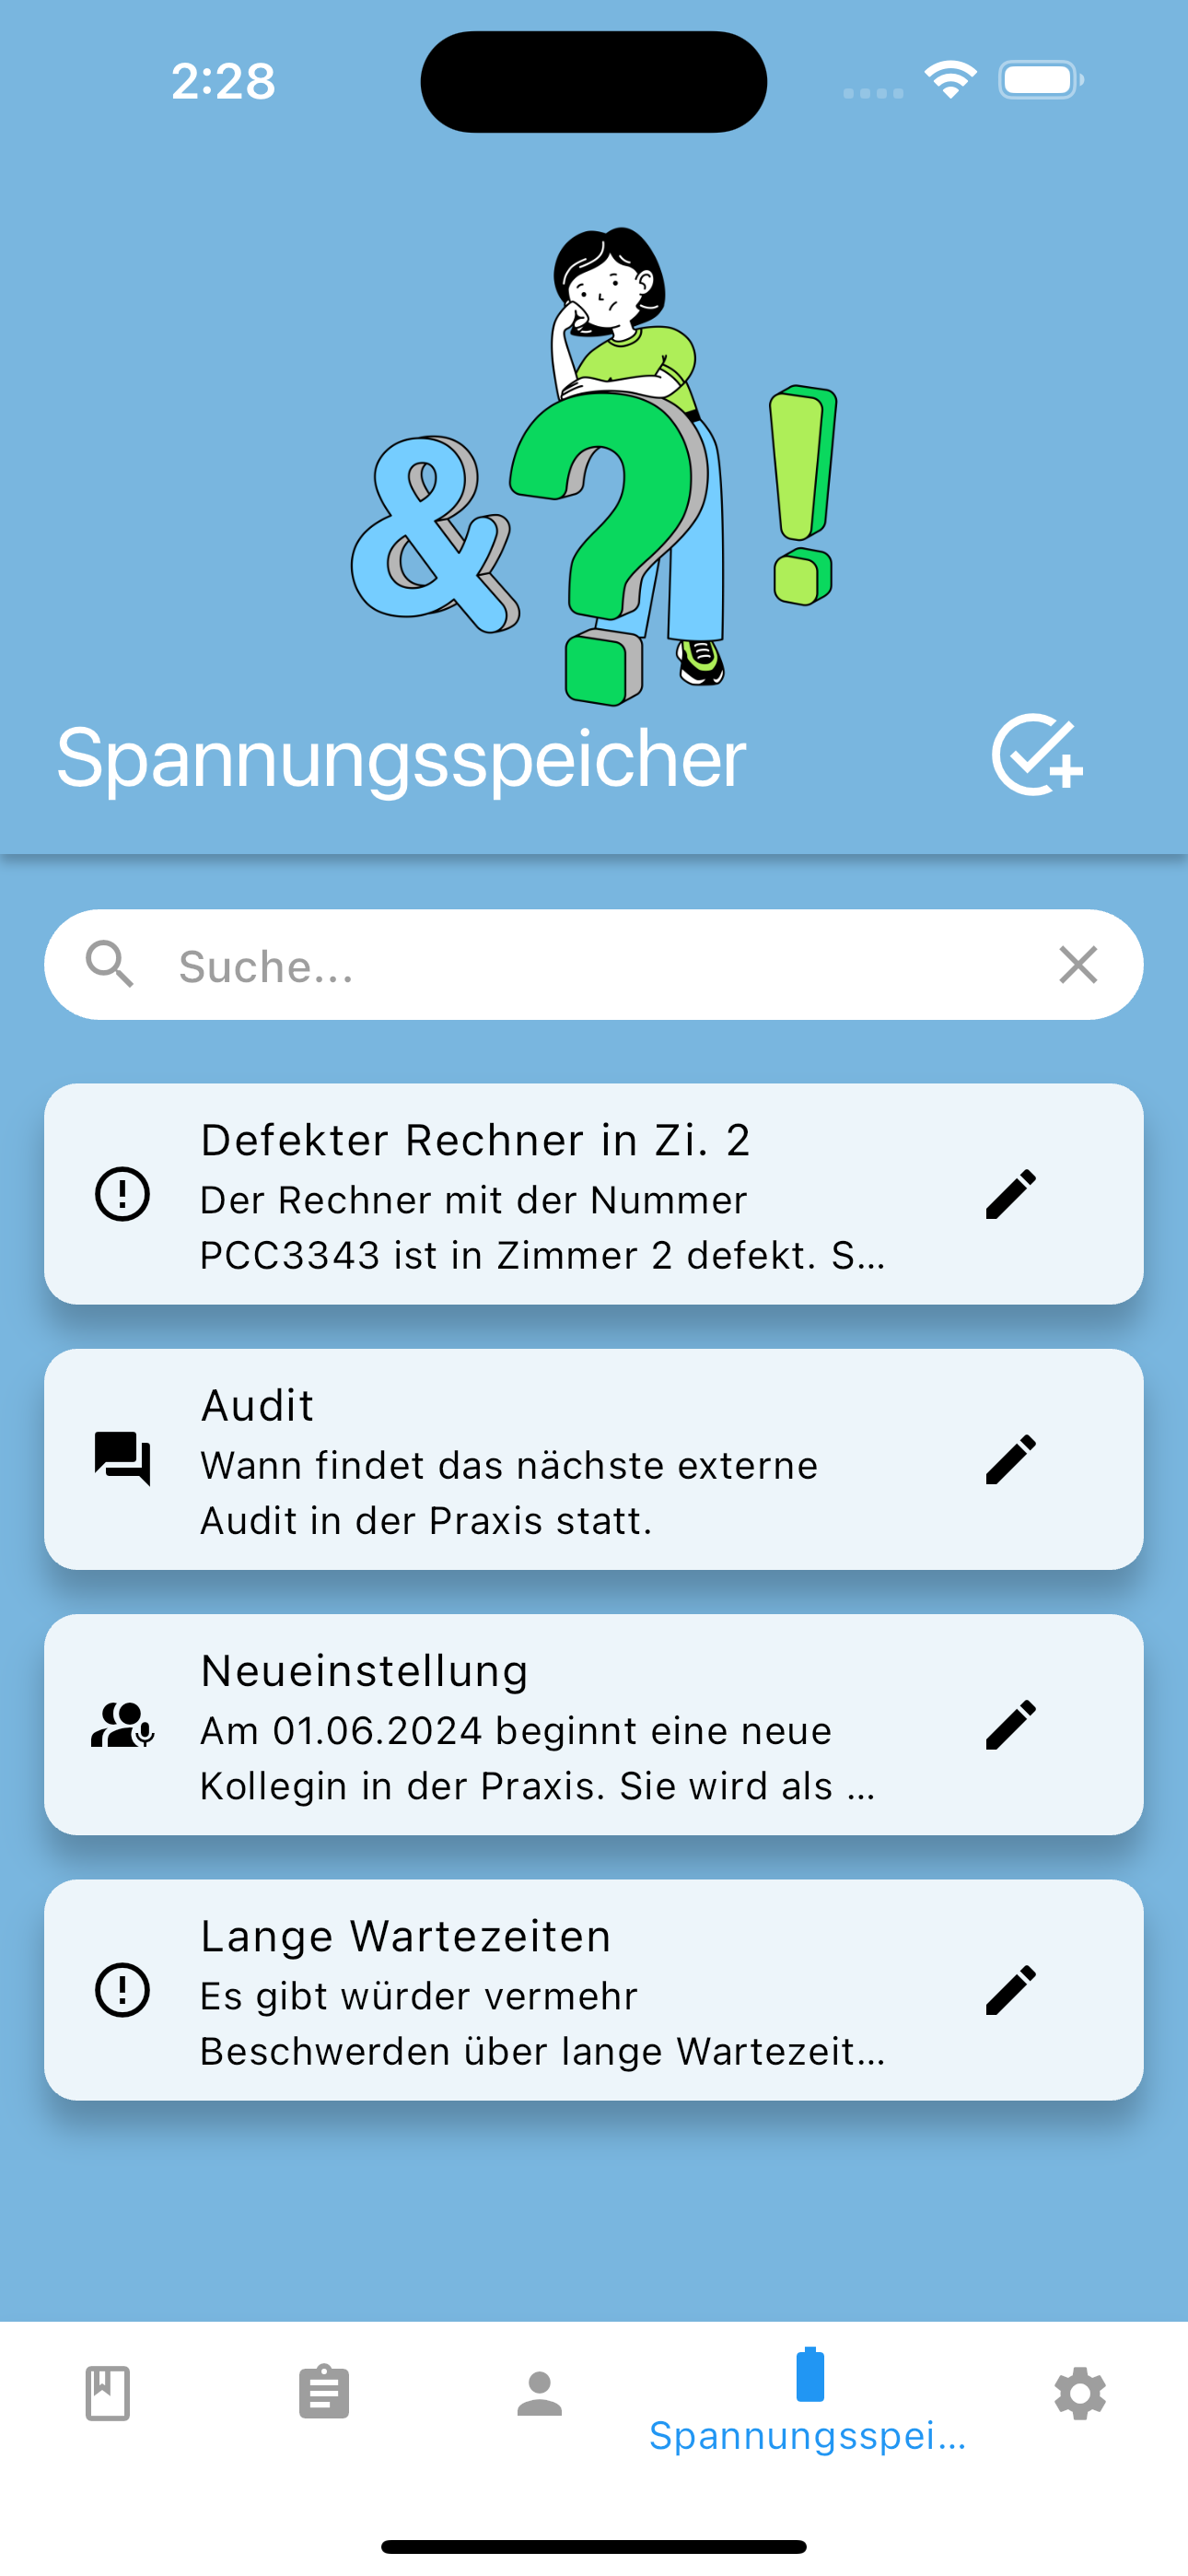 2:28
&?!
Spannungsspeicher
Suche...
Defekter Rechner in Zi. 2
Der Rechner mit der Nummer
PCC3343 ist in Zimmer 2 defekt. S...
Audit
Wann findet das nächste externe
Audit in der Praxis statt.
Neueinstellung
Am 01.06.2024 beginnt eine neue
Kollegin in der Praxis. Sie wird als ...
Lange Wartezeiten
Es gibt würder vermehr
Beschwerden über lange Wartezeit...
Spannungsspei...